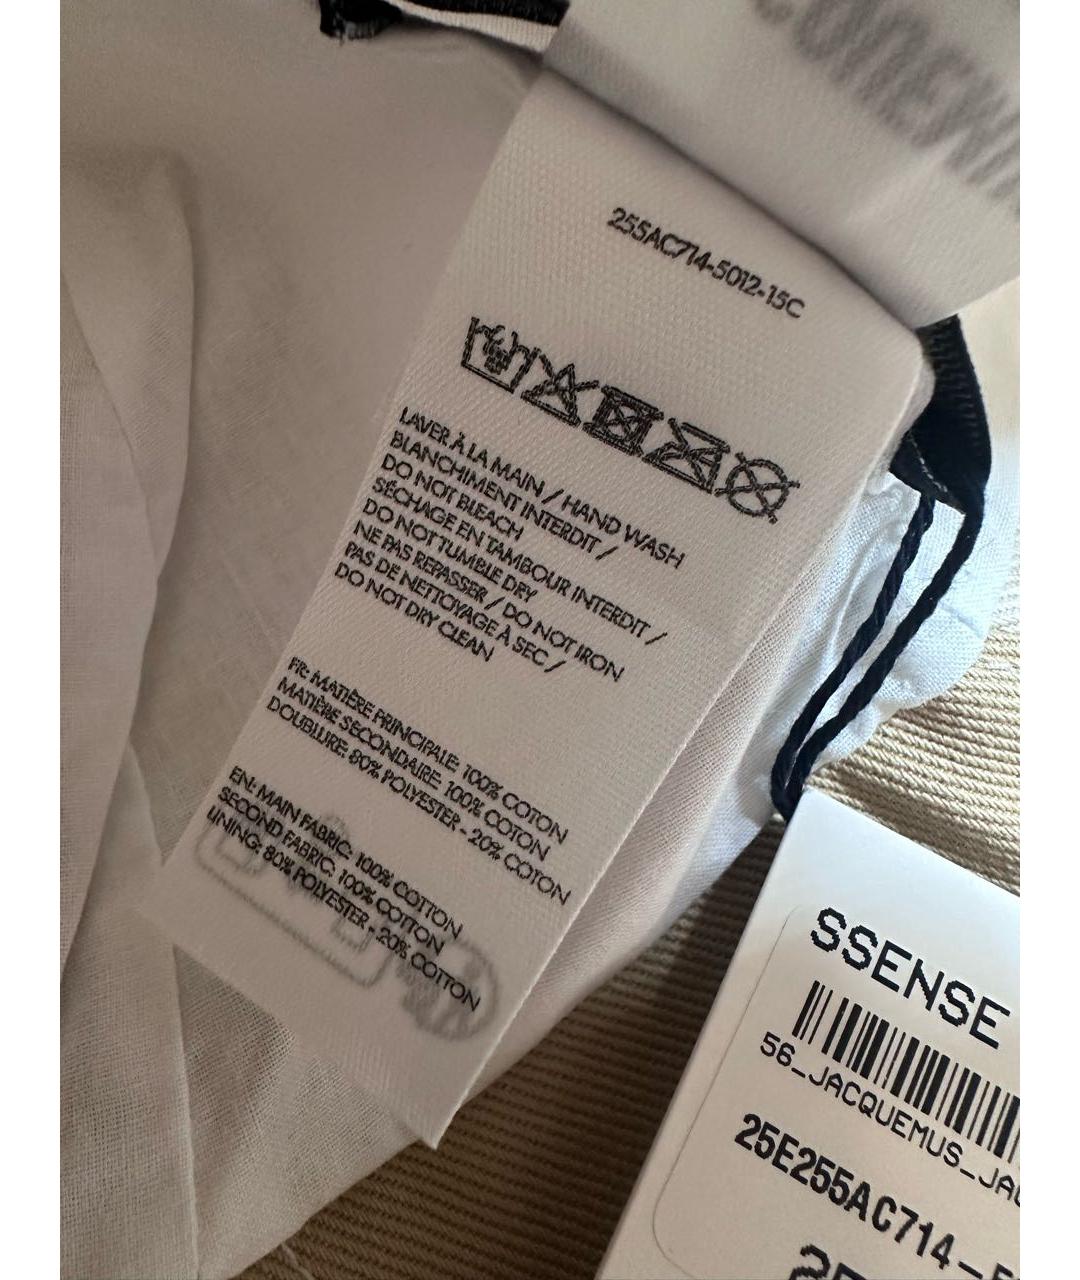 255AC714-5012-15C
LAVER À LA MAIN / HAND WASH
BLANCHIMENT INTERDIT /
DO NOT BLEACH
SÉCHAGE EN TAMBOUR INTERDIT /
DO NOT TUMBLE DRY
NE PAS REPASSER / DO NOT IRON
PAS DE NETTOYAGE À SEC /
DO NOT DRY CLEAN
FR: MATIÈRE PRINCIPALE: 100% COTON
MATIÈRE SECONDAIRE: 100% COTON
DOUBLURE: 80% POLYESTER - 20% COTON
EN: MAIN FABRIC: 100% COTTON
SECOND FABRIC: 100% COTTON
LINING: 80% POLYESTER - 20% COTTON
SSENSE
56_JACQUEMUS_JAC
25E255AC714-5